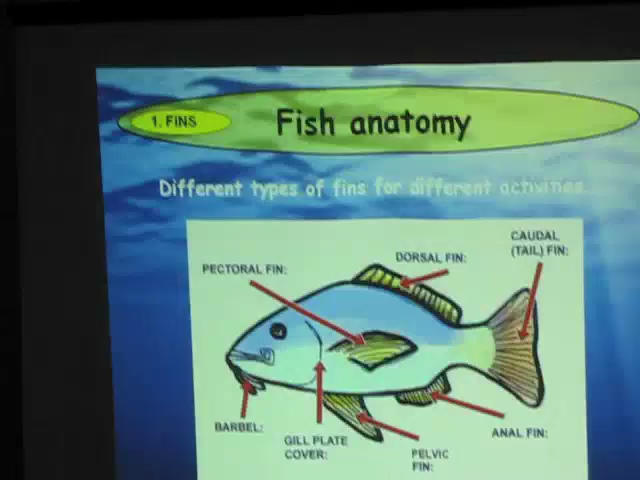 1. FINS
Fish anatomy
Different types of fins for different activities.
CAUDAL
(TAIL) FIN:
DORSAL FIN:
PECTORAL FIN:
BARBEL:
GILL PLATE
COVER:
PELVIC
FIN:
ANAL FIN: